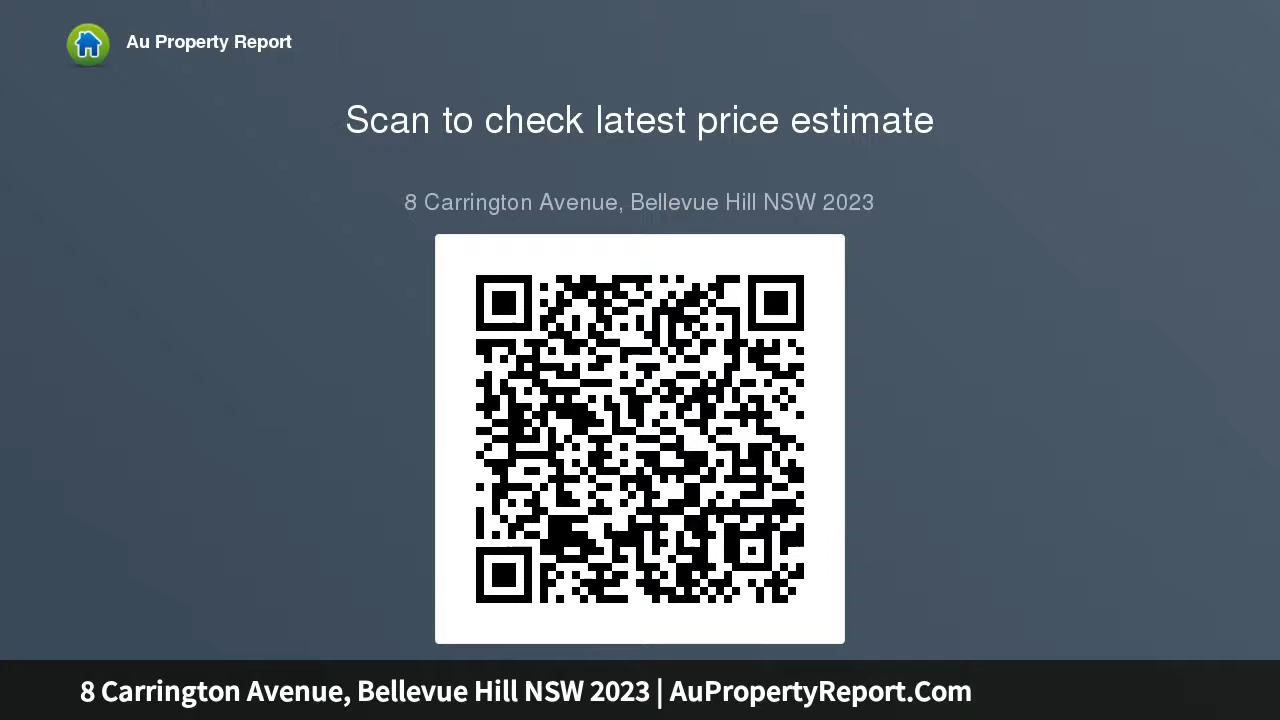 Au Property Report
Scan to check latest price estimate
8 Carrington Avenue, Bellevue Hill NSW 2023
8 Carrington Avenue, Bellevue Hill NSW 2023 | AuPropertyReport.Com